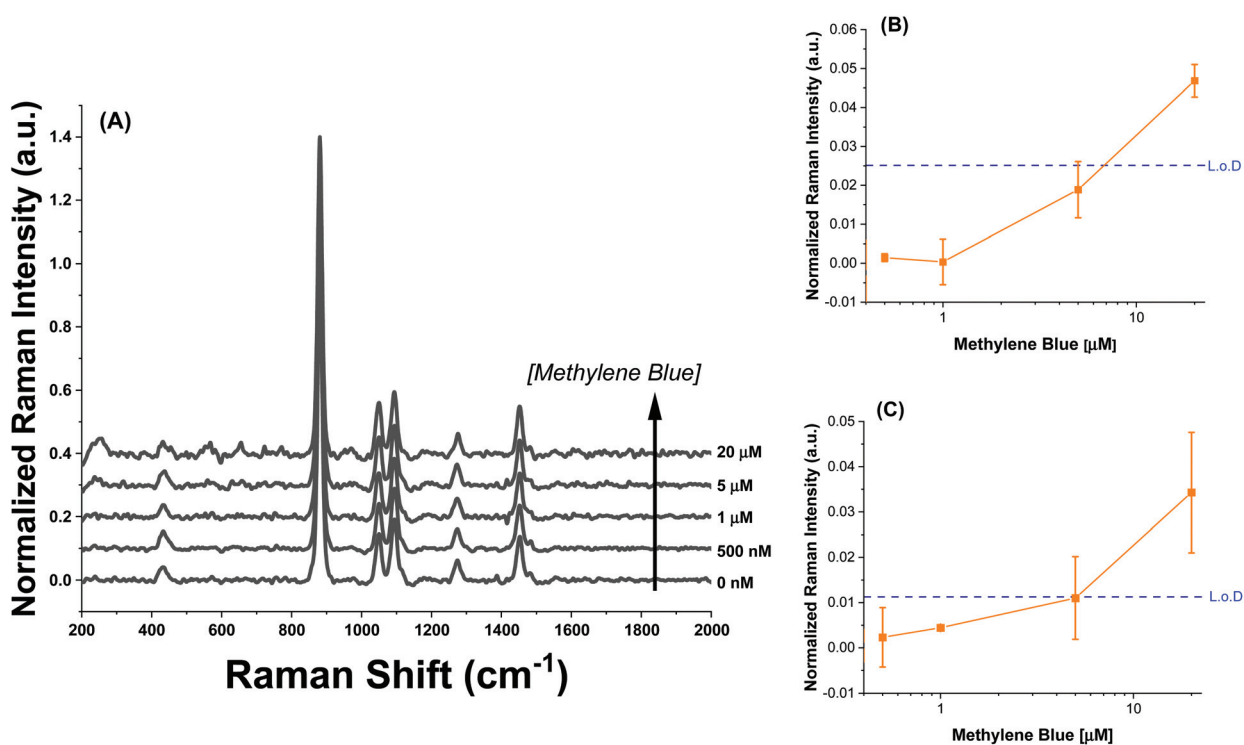 (A)
Normalized Raman Intensity (a.u.)
1.4
1.2
1.0
0.8
0.6
0.4
0.2
0.0
[Methylene Blue]
20 μM
5 μM
1 μM
500 nM
0 nM
200 400 600 800 1000 1200 1400 1600 1800 2000
Raman Shift (cm⁻¹)
(B)
Normalized Raman Intensity (a.u.)
0.06
0.05
0.04
0.03
0.02
0.01
0.00
-0.01
L.o.D
1 10
Methylene Blue [μM]
(C)
Normalized Raman Intensity (a.u.)
0.05
0.04
0.03
0.02
0.01
0.00
-0.01
L.o.D
1 10
Methylene Blue [μM]